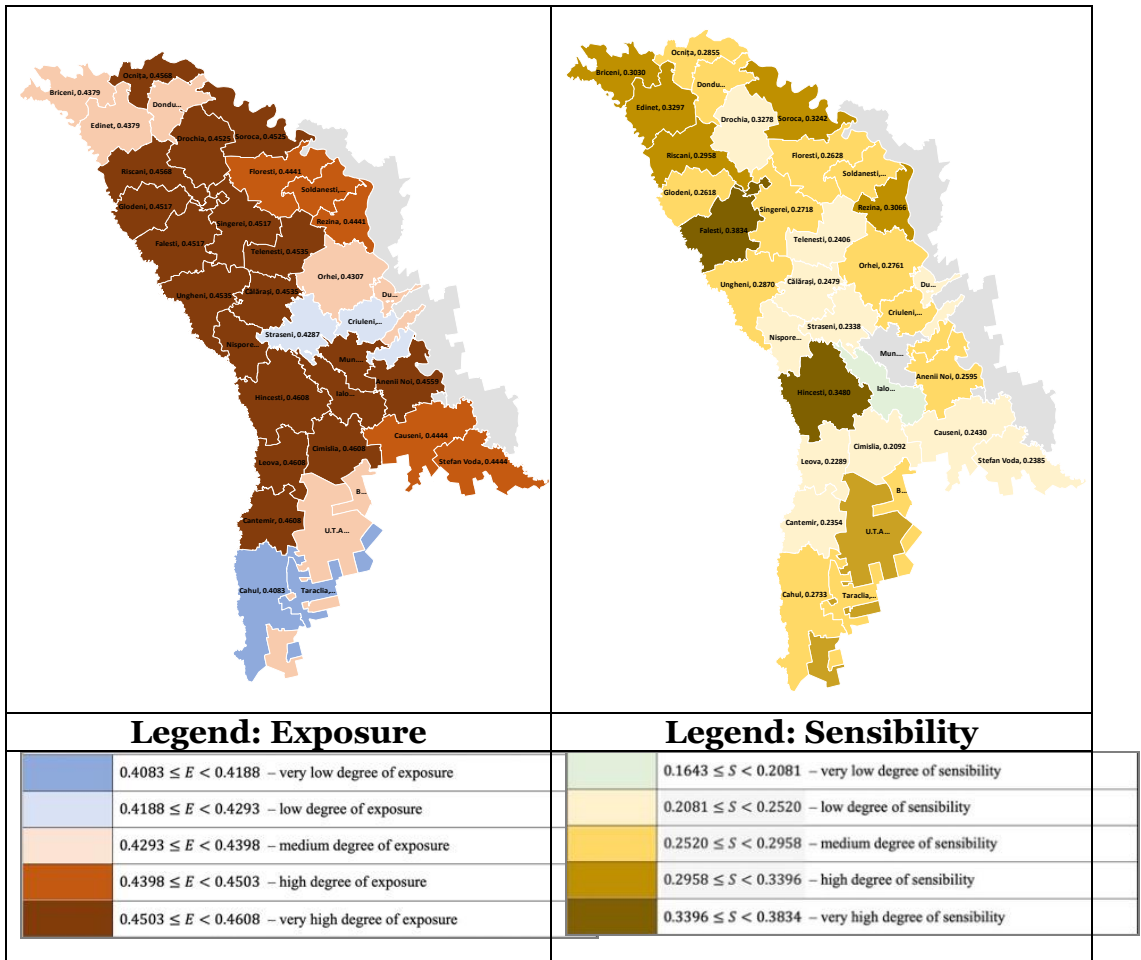 Ocnița, 0.4568
Briceni, 0.4379
Dondu...
Edinet, 0.4379
Drochia, 0.4525
Soroca, 0.4525
Riscani, 0.4568
Floresti, 0.4441
Soldanesti,...
Glodeni, 0.4517
Singerei, 0.4517
Rezina, 0.4441
Falesti, 0.4517
Telenesti, 0.4535
Orhei, 0.4307
Ungheni, 0.4535
Călărași, 0.4535
Du...
Criuleni,...
Straseni, 0.4287
Nispore...
Mun...
Anenii Noi, 0.4559
Hincesti, 0.4608
Ialo...
Causeni, 0.4444
Cimislia, 0.4608
Leova, 0.4608
Stefan Voda, 0.4444
B...
Cantemir, 0.4608
U.T.A...
Cahul, 0.4083
Taraclia,...
Ocnița, 0.2855
Briceni, 0.3030
Dondu...
Edinet, 0.3297
Drochia, 0.3278
Soroca, 0.3242
Riscani, 0.2958
Floresti, 0.2628
Soldanesti,...
Glodeni, 0.2618
Singerei, 0.2718
Rezina, 0.3066
Falesti, 0.3834
Telenesti, 0.2406
Orhei, 0.2761
Ungheni, 0.2870
Călărași, 0.2479
Du...
Criuleni,...
Straseni, 0.2338
Nispore...
Mun....
Anenii Noi, 0.2595
Hincesti, 0.3480
Ialo...
Causeni, 0.2430
Cimislia, 0.2092
Leova, 0.2289
Stefan Voda, 0.2385
B...
Cantemir, 0.2354
U.T.A...
Cahul, 0.2733
Taraclia,...
Legend: Exposure
0.4083 ≤ E < 0.4188 – very low degree of exposure
0.4188 ≤ E < 0.4293 – low degree of exposure
0.4293 ≤ E < 0.4398 – medium degree of exposure
0.4398 ≤ E < 0.4503 – high degree of exposure
0.4503 ≤ E < 0.4608 – very high degree of exposure
Legend: Sensibility
0.1643 ≤ S < 0.2081 – very low degree of sensibility
0.2081 ≤ S < 0.2520 – low degree of sensibility
0.2520 ≤ S < 0.2958 – medium degree of sensibility
0.2958 ≤ S < 0.3396 – high degree of sensibility
0.3396 ≤ S < 0.3834 – very high degree of sensibility